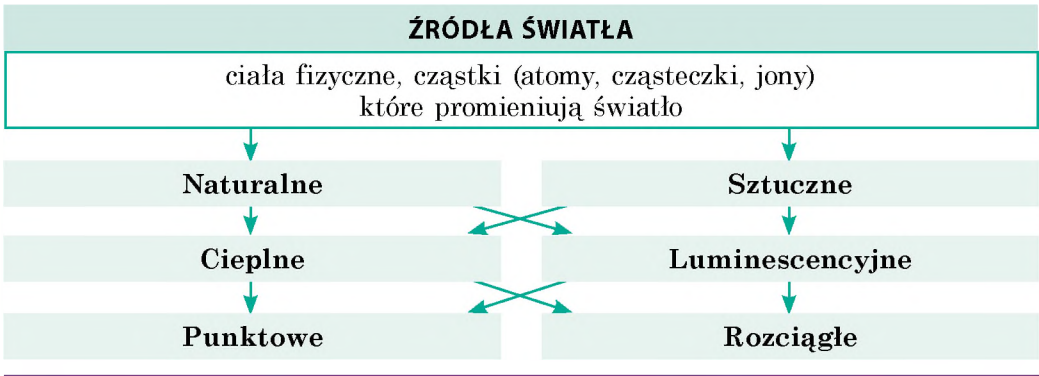 ŹRÓDŁA ŚWIATŁA
ciała fizyczne, cząstki (atomy, cząsteczki, jony)
które promieniują światło
Naturalne
Sztuczne
Cieplne
Luminescencyjne
Punktowe
Rozciągłe